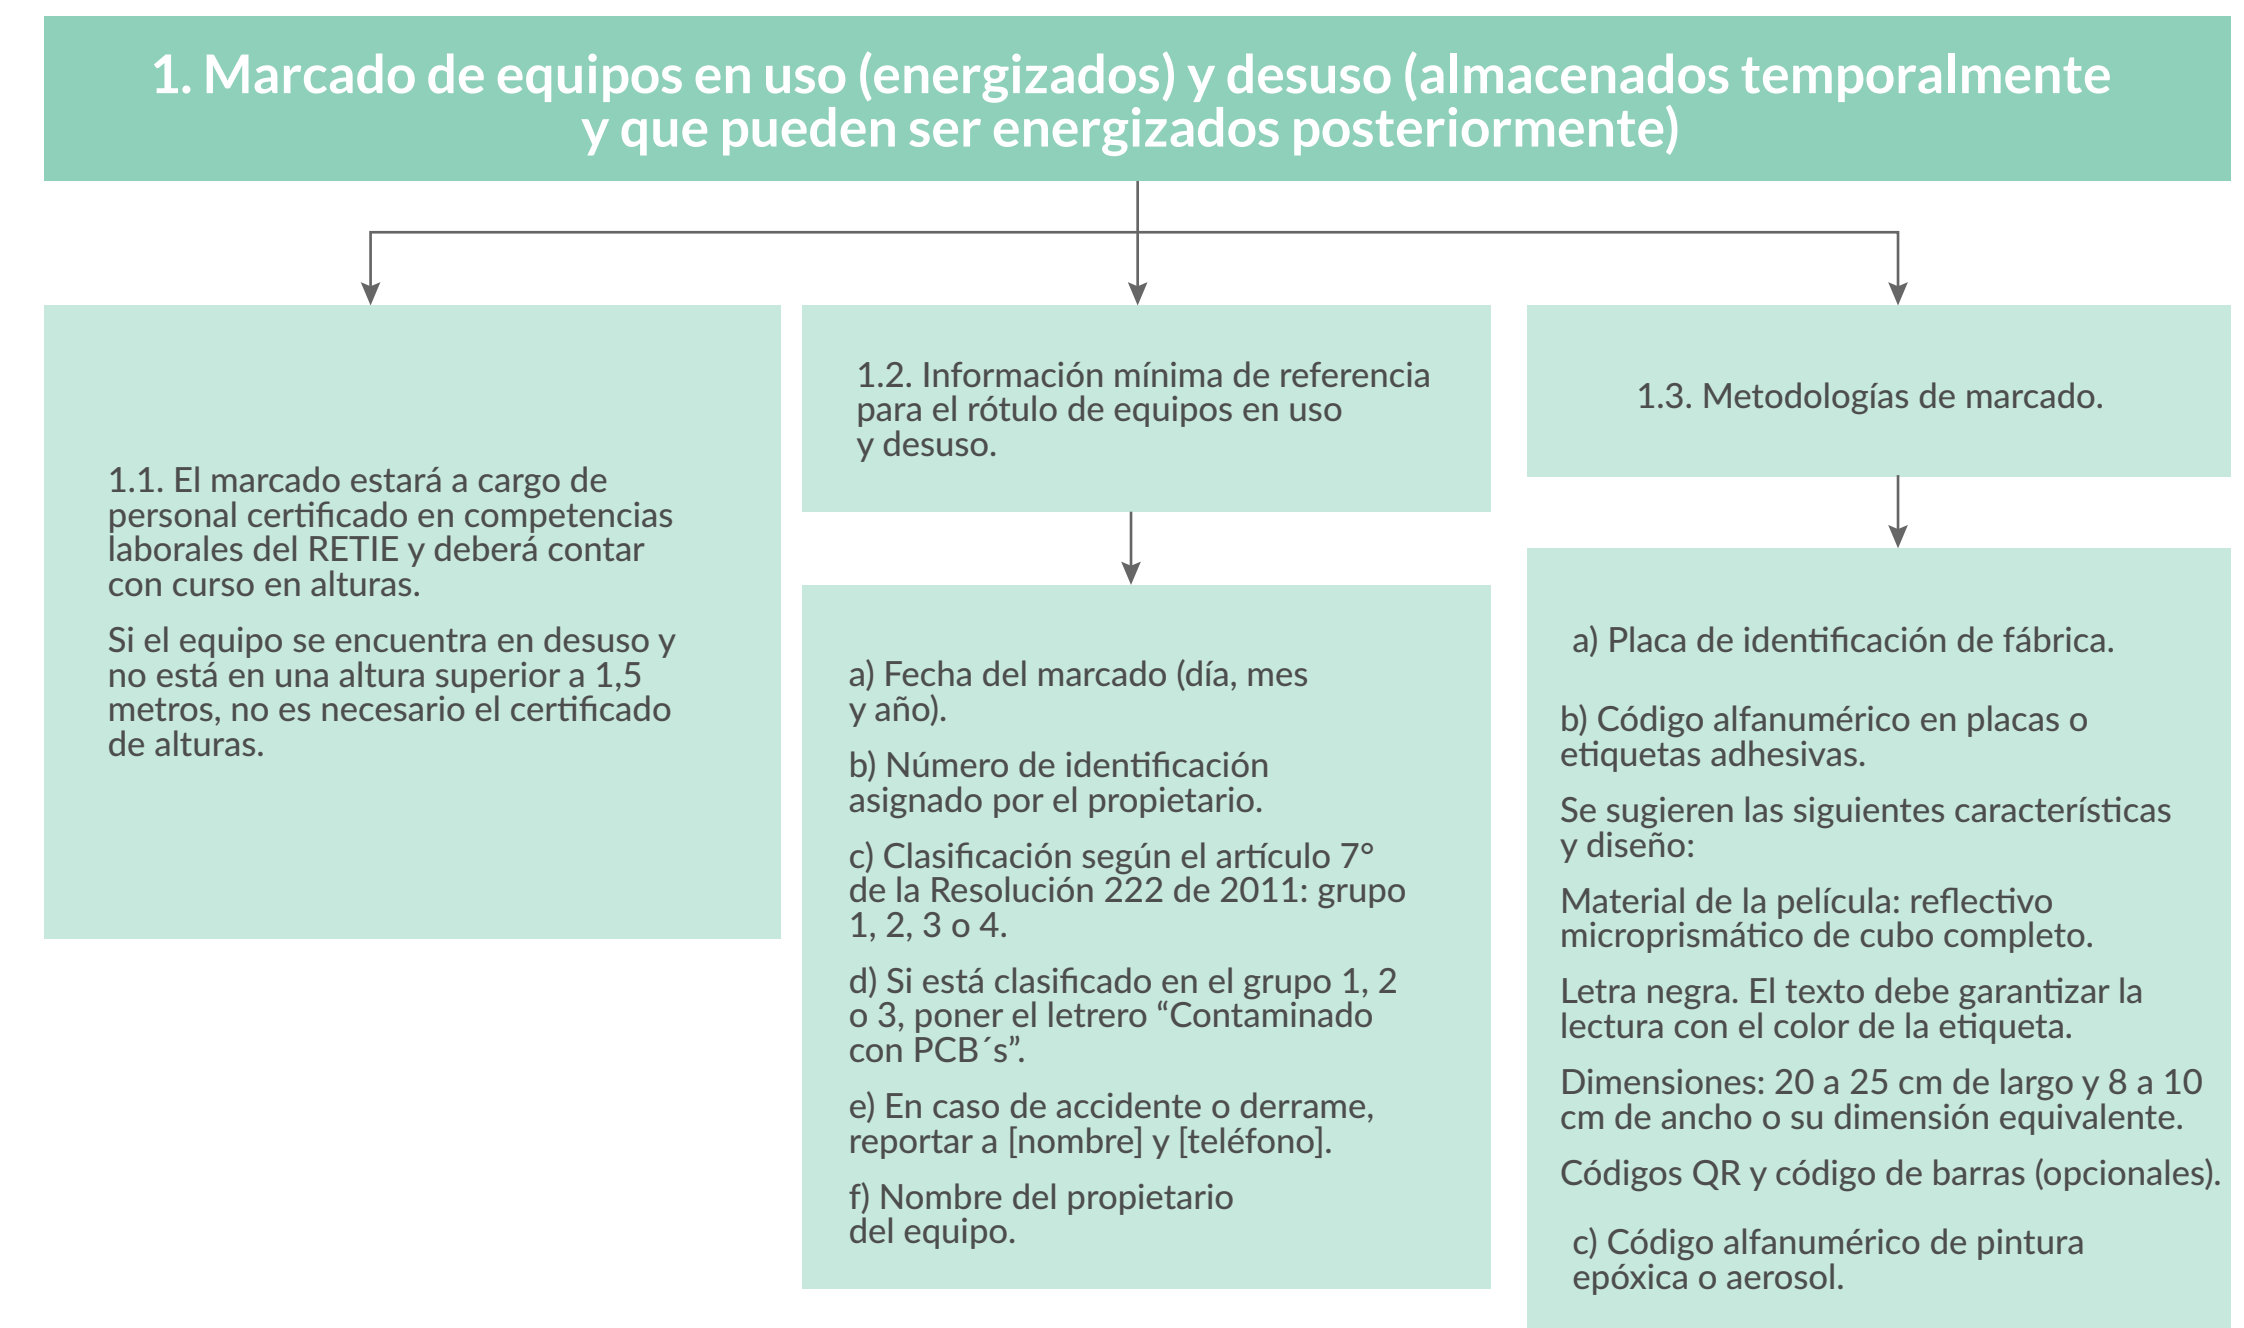 1. Marcado de equipos en uso (energizados) y desuso (almacenados temporalmente
y que pueden ser energizados posteriormente)
1.1. El marcado estará a cargo de
personal certificado en competencias
laborales del RETIE y deberá contar
con curso en alturas.
Si el equipo se encuentra en desuso y
no está en una altura superior a 1,5
metros, no es necesario el certificado
de alturas.
1.2. Información mínima de referencia
para el rótulo de equipos en uso
y desuso.
a) Fecha del marcado (día, mes
y año).
b) Número de identificación
asignado por el propietario.
c) Clasificación según el artículo 7°
de la Resolución 222 de 2011: grupo
1, 2, 3 o 4.
d) Si está clasificado en el grupo 1, 2
o 3, poner el letrero “Contaminado
con PCB´s”.
e) En caso de accidente o derrame,
reportar a [nombre] y [teléfono].
f) Nombre del propietario
del equipo.
1.3. Metodologías de marcado.
a) Placa de identificación de fábrica.
b) Código alfanumérico en placas o
etiquetas adhesivas.
Se sugieren las siguientes características
y diseño:
Material de la película: reflectivo
microprismático de cubo completo.
Letra negra. El texto debe garantizar la
lectura con el color de la etiqueta.
Dimensiones: 20 a 25 cm de largo y 8 a 10
cm de ancho o su dimensión equivalente.
Códigos QR y código de barras (opcionales).
c) Código alfanumérico de pintura
epóxica o aerosol.